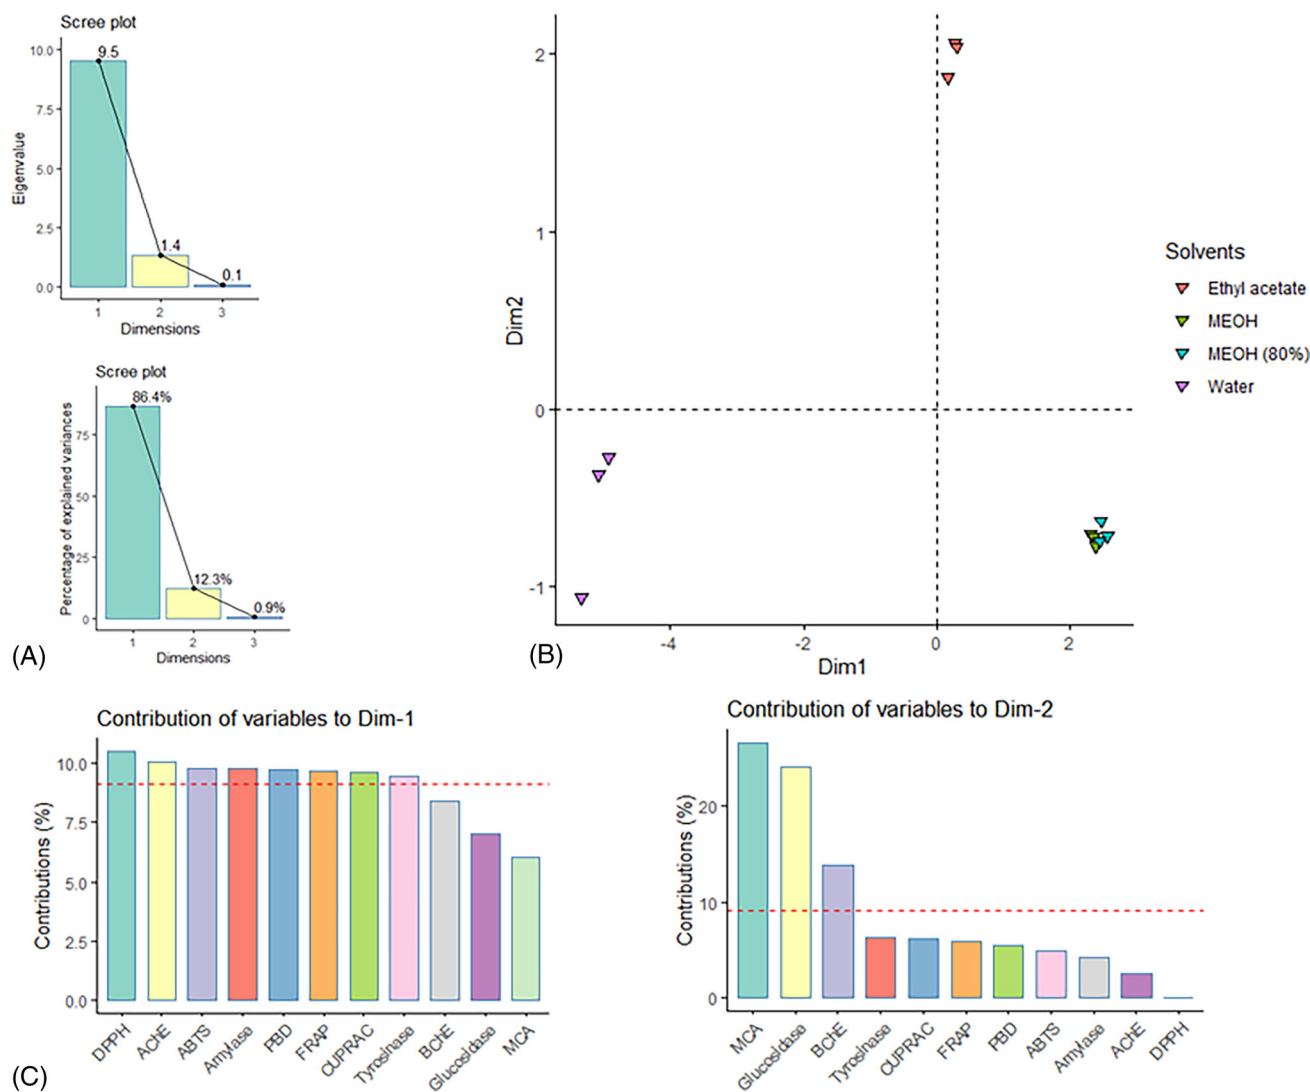 Scree plot
10.0
7.5
5.0
2.5
0.0
Eigenvalue
9.5
1.4
0.1
1 2 3
Dimensions
Scree plot
75
50
25
0
Percentage of explained variances
86.4%
12.3%
0.9%
1 2 3
Dimensions
(A)
2
1
0
-1
Dim2
-4 -2 0 2
Dim1
Solvents
Ethyl acetate
MEOH
MEOH (80%)
Water
(B)
Contribution of variables to Dim-1
10.0
7.5
5.0
2.5
0.0
Contributions (%)
DPPH AChE ABTS Amylase PBD FRAP CUPRAC Tyrosinase BChE Glucosidase MCA
Contribution of variables to Dim-2
20
10
0
Contributions (%)
MCA Glucosidase BChE Tyrosinase CUPRAC FRAP PBD ABTS Amylase AChE DPPH
(C)